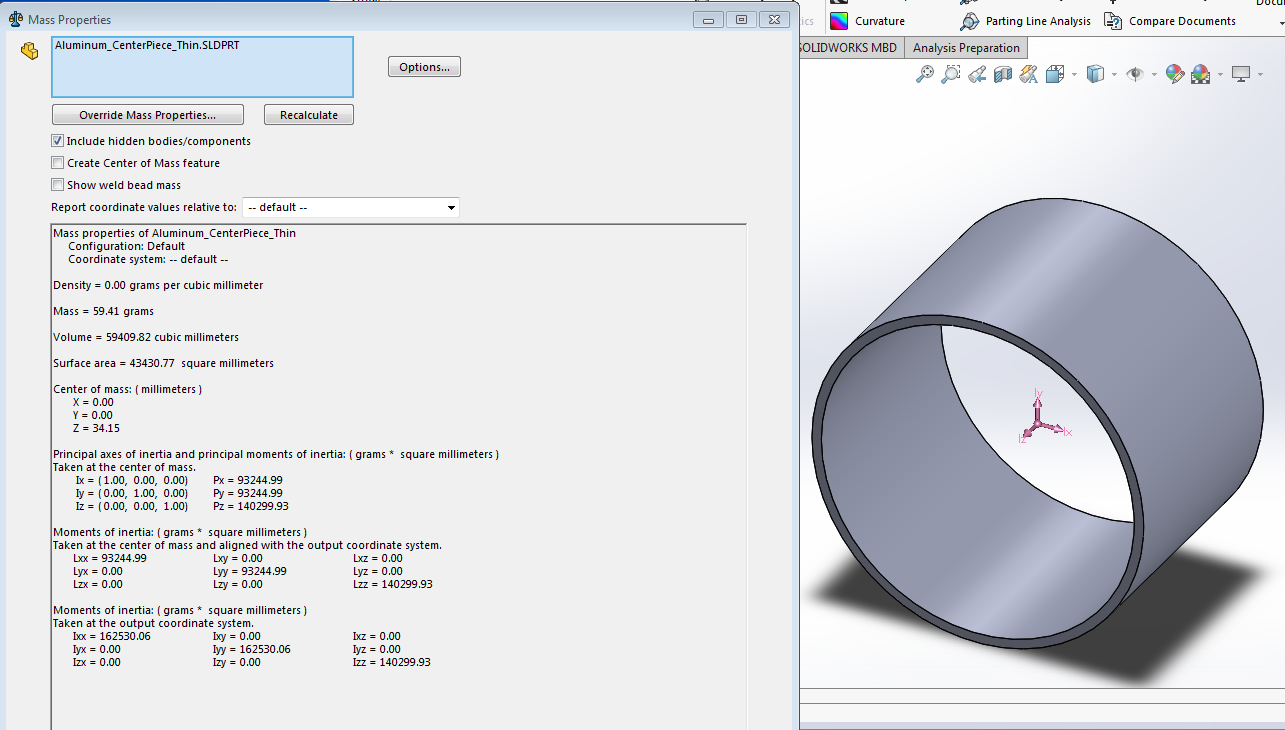 Mass Properties
Aluminum_CenterPiece_Thin.SLDPRT
Options...
Override Mass Properties...
Recalculate
Include hidden bodies/components
Create Center of Mass feature
Show weld bead mass
Report coordinate values relative to:
-- default --
Mass properties of Aluminum_CenterPiece_Thin
Configuration: Default
Coordinate system: -- default --
Density = 0.00 grams per cubic millimeter
Mass = 59.41 grams
Volume = 59409.82 cubic millimeters
Surface area = 43430.77 square millimeters
Center of mass: ( millimeters )
X = 0.00
Y = 0.00
Z = 34.15
Principal axes of inertia and principal moments of inertia: ( grams * square millimeters )
Taken at the center of mass.
Ix = ( 1.00, 0.00, 0.00) Px = 93244.99
Iy = ( 0.00, 1.00, 0.00) Py = 93244.99
Iz = ( 0.00, 0.00, 1.00) Pz = 140299.93
Moments of inertia: ( grams * square millimeters )
Taken at the center of mass and aligned with the output coordinate system.
Lxx = 93244.99 Lxy = 0.00 Lxz = 0.00
Lyx = 0.00 Lyy = 93244.99 Lyz = 0.00
Lzx = 0.00 Lzy = 0.00 Lzz = 140299.93
Moments of inertia: ( grams * square millimeters )
Taken at the output coordinate system.
Ixx = 162530.06 Ixy = 0.00 Ixz = 0.00
Iyx = 0.00 Iyy = 162530.06 Iyz = 0.00
Izx = 0.00 Izy = 0.00 Izz = 140299.93
Curvature
Parting Line Analysis
Compare Documents
SOLIDWORKS MBD
Analysis Preparation
Iy
Ix
Iz